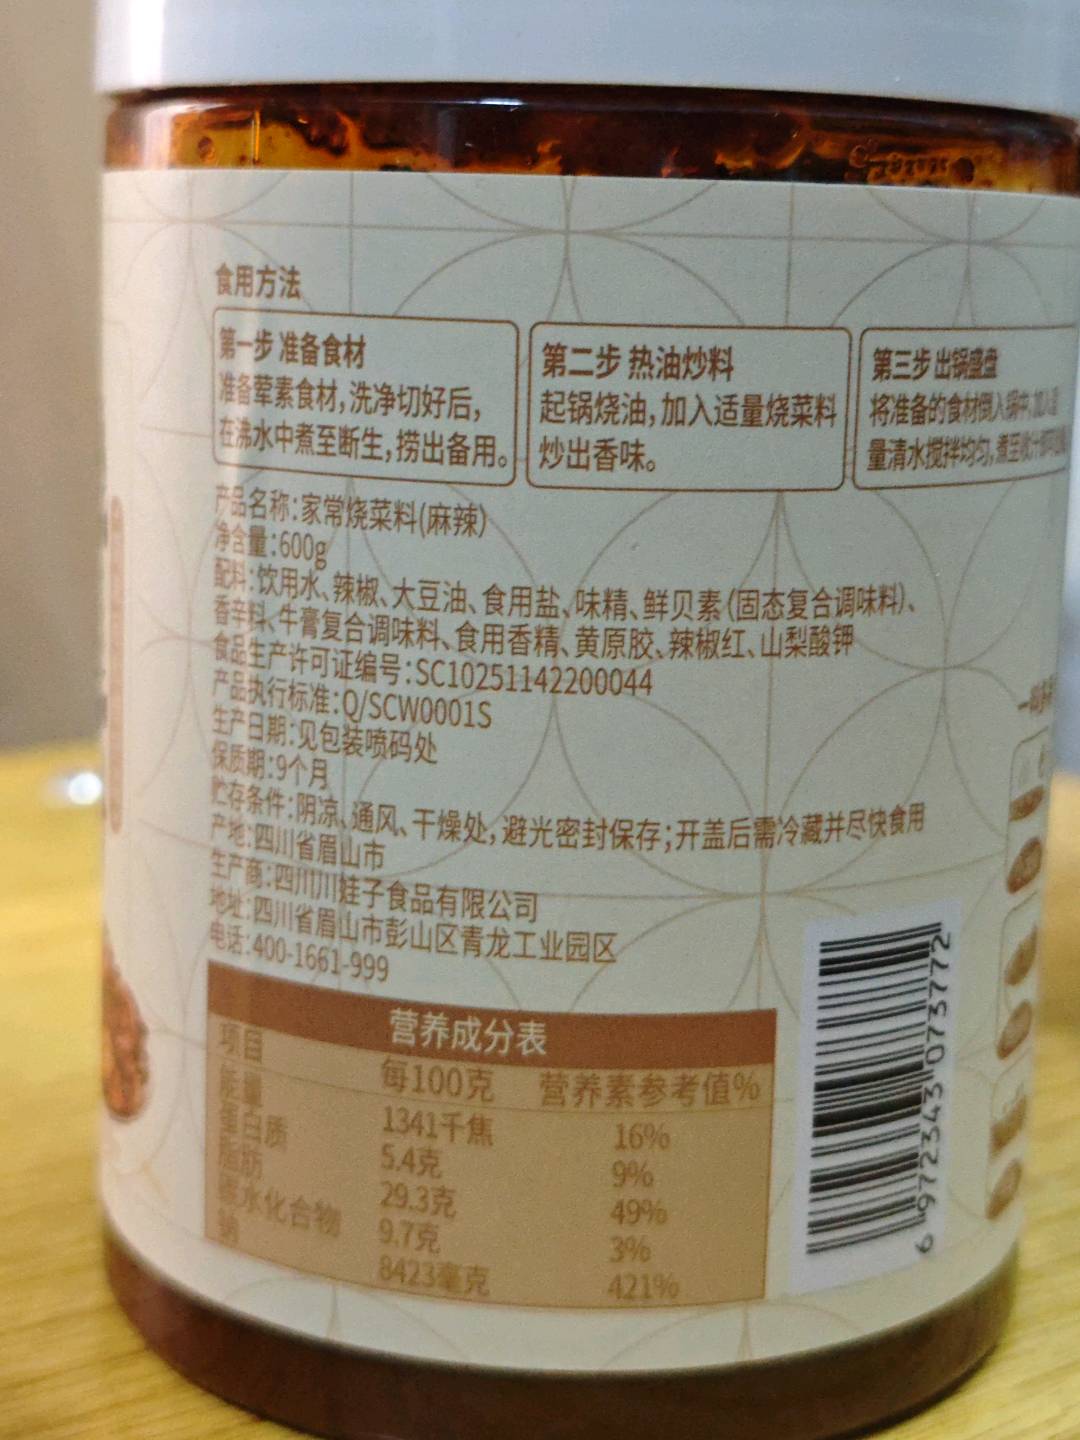 食用方法
第一步 准备食材
准备荤素食材,洗净切好后,
在沸水中煮至断生,捞出备用。
第二步 热油炒料
起锅烧油,加入适量烧菜料
炒出香味。
第三步 出锅盛盘
将准备的食材倒入锅中,加入适
量清水搅拌均匀,煮至收汁即可
产品名称:家常烧菜料(麻辣)
净含量:600g
配料:饮用水、辣椒、大豆油、食用盐、味精、鲜贝素(固态复合调味料)、
香辛料、牛膏复合调味料、食用香精、黄原胶、辣椒红、山梨酸钾
食品生产许可证编号:SC10251142200044
产品执行标准:Q/SCW0001S
生产日期:见包装喷码处
保质期:9个月
贮存条件:阴凉、通风、干燥处,避光密封保存;开盖后需冷藏并尽快食用
产地:四川省眉山市
生产商:四川川娃子食品有限公司
地址:四川省眉山市彭山区青龙工业园区
电话:400-1661-999
营养成分表
项目 每100克 营养素参考值%
能量 1341千焦 16%
蛋白质 5.4克 9%
脂肪 29.3克 49%
碳水化合物 9.7克 3%
钠 8423毫克 421%
6 972343 073772